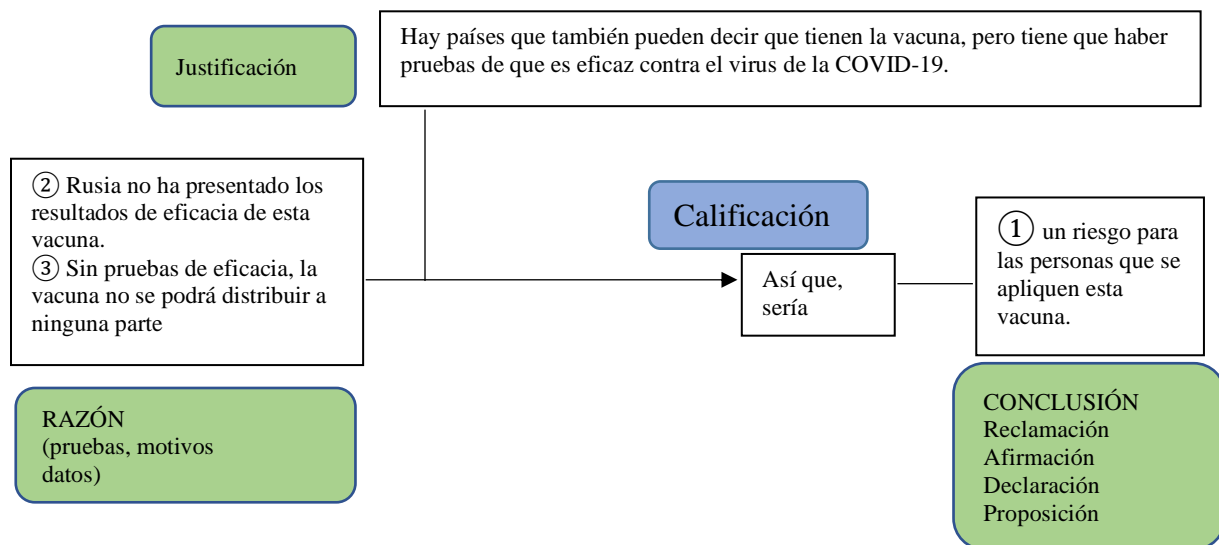 Justificación
Hay países que también pueden decir que tienen la vacuna, pero tiene que haber
pruebas de que es eficaz contra el virus de la COVID-19.
② Rusia no ha presentado los
resultados de eficacia de esta
vacuna.
③ Sin pruebas de eficacia, la
vacuna no se podrá distribuir a
ninguna parte
Calificación
Así que,
sería
① un riesgo para
las personas que se
apliquen esta
vacuna.
RAZÓN
(pruebas, motivos
datos)
CONCLUSIÓN
Reclamación
Afirmación
Declaración
Proposición